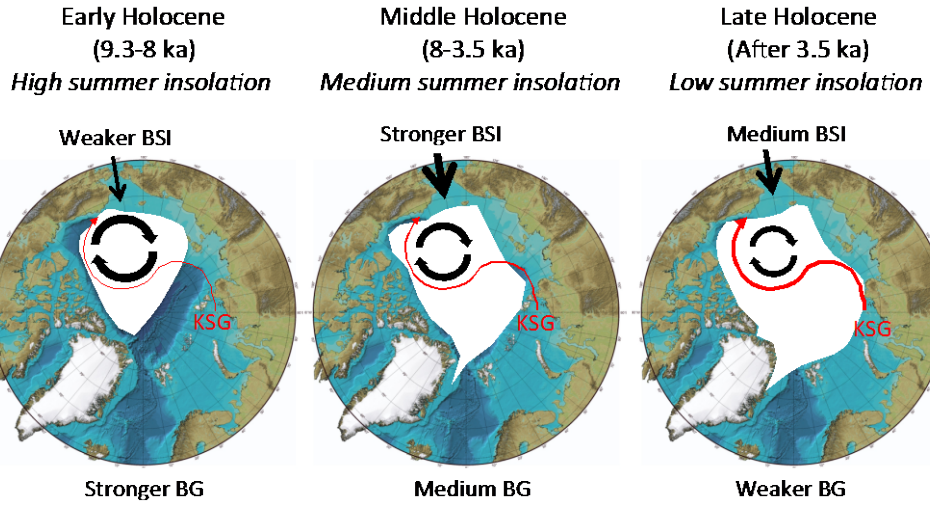 Early Holocene
(9.3-8 ka)
High summer insolation
Middle Holocene
(8-3.5 ka)
Medium summer insolation
Late Holocene
(After 3.5 ka)
Low summer insolation
Weaker BSI
Stronger BSI
Medium BSI
KSG
KSG
KSG
Stronger BG
Medium BG
Weaker BG